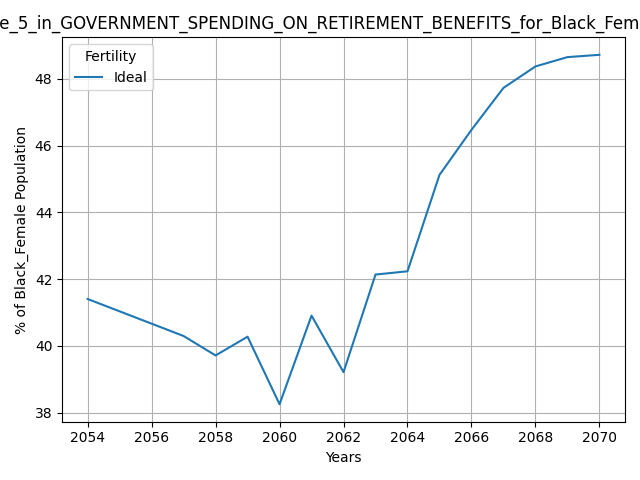 e_5_in_GOVERNMENT_SPENDING_ON_RETIREMENT_BENEFITS_for_Black_Fem
Fertility
Ideal
% of Black_Female Population
48
46
44
42
40
38
2054 2056 2058 2060 2062 2064 2066 2068 2070
Years